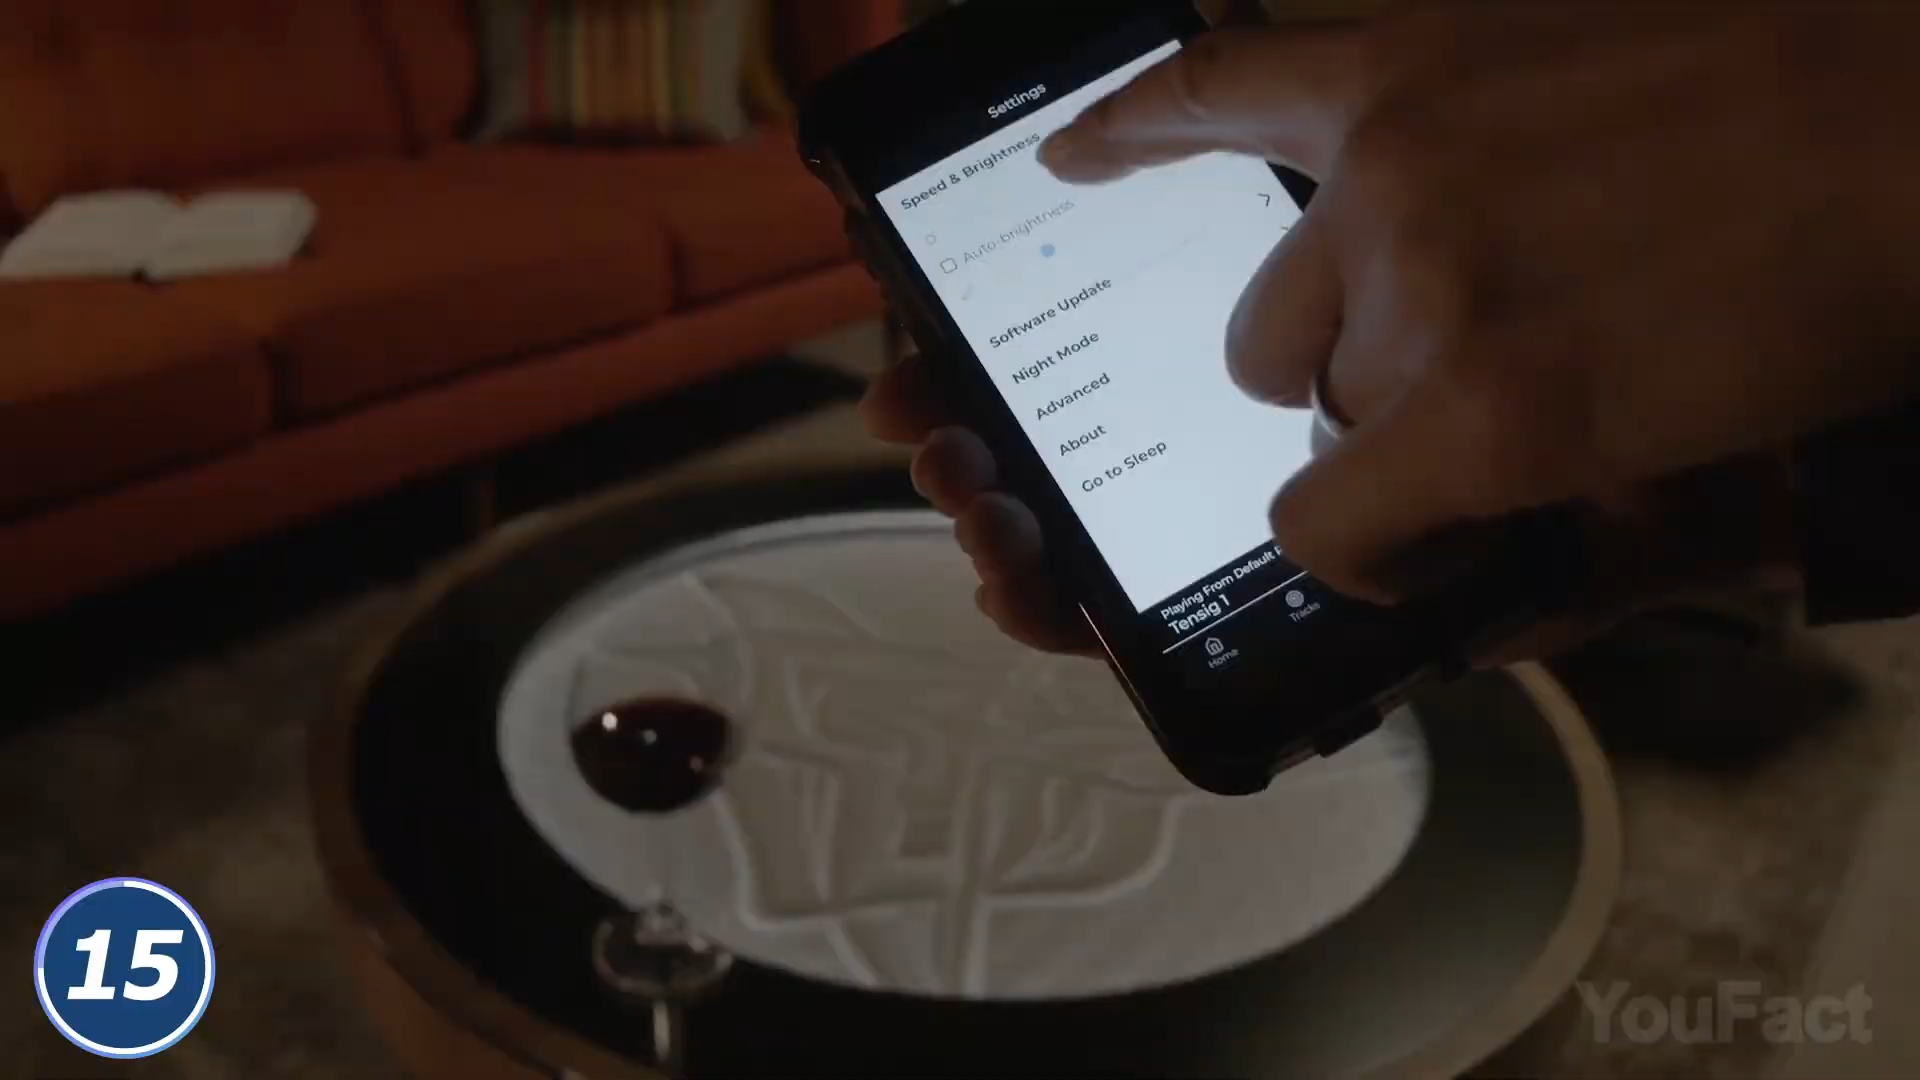 Settings
Speed & Brightness
Auto-brightness
Software Update
Night Mode
Advanced
About
Go to Sleep
Playing From Default
Tensig 1
Home
Tracks
15
YouFact